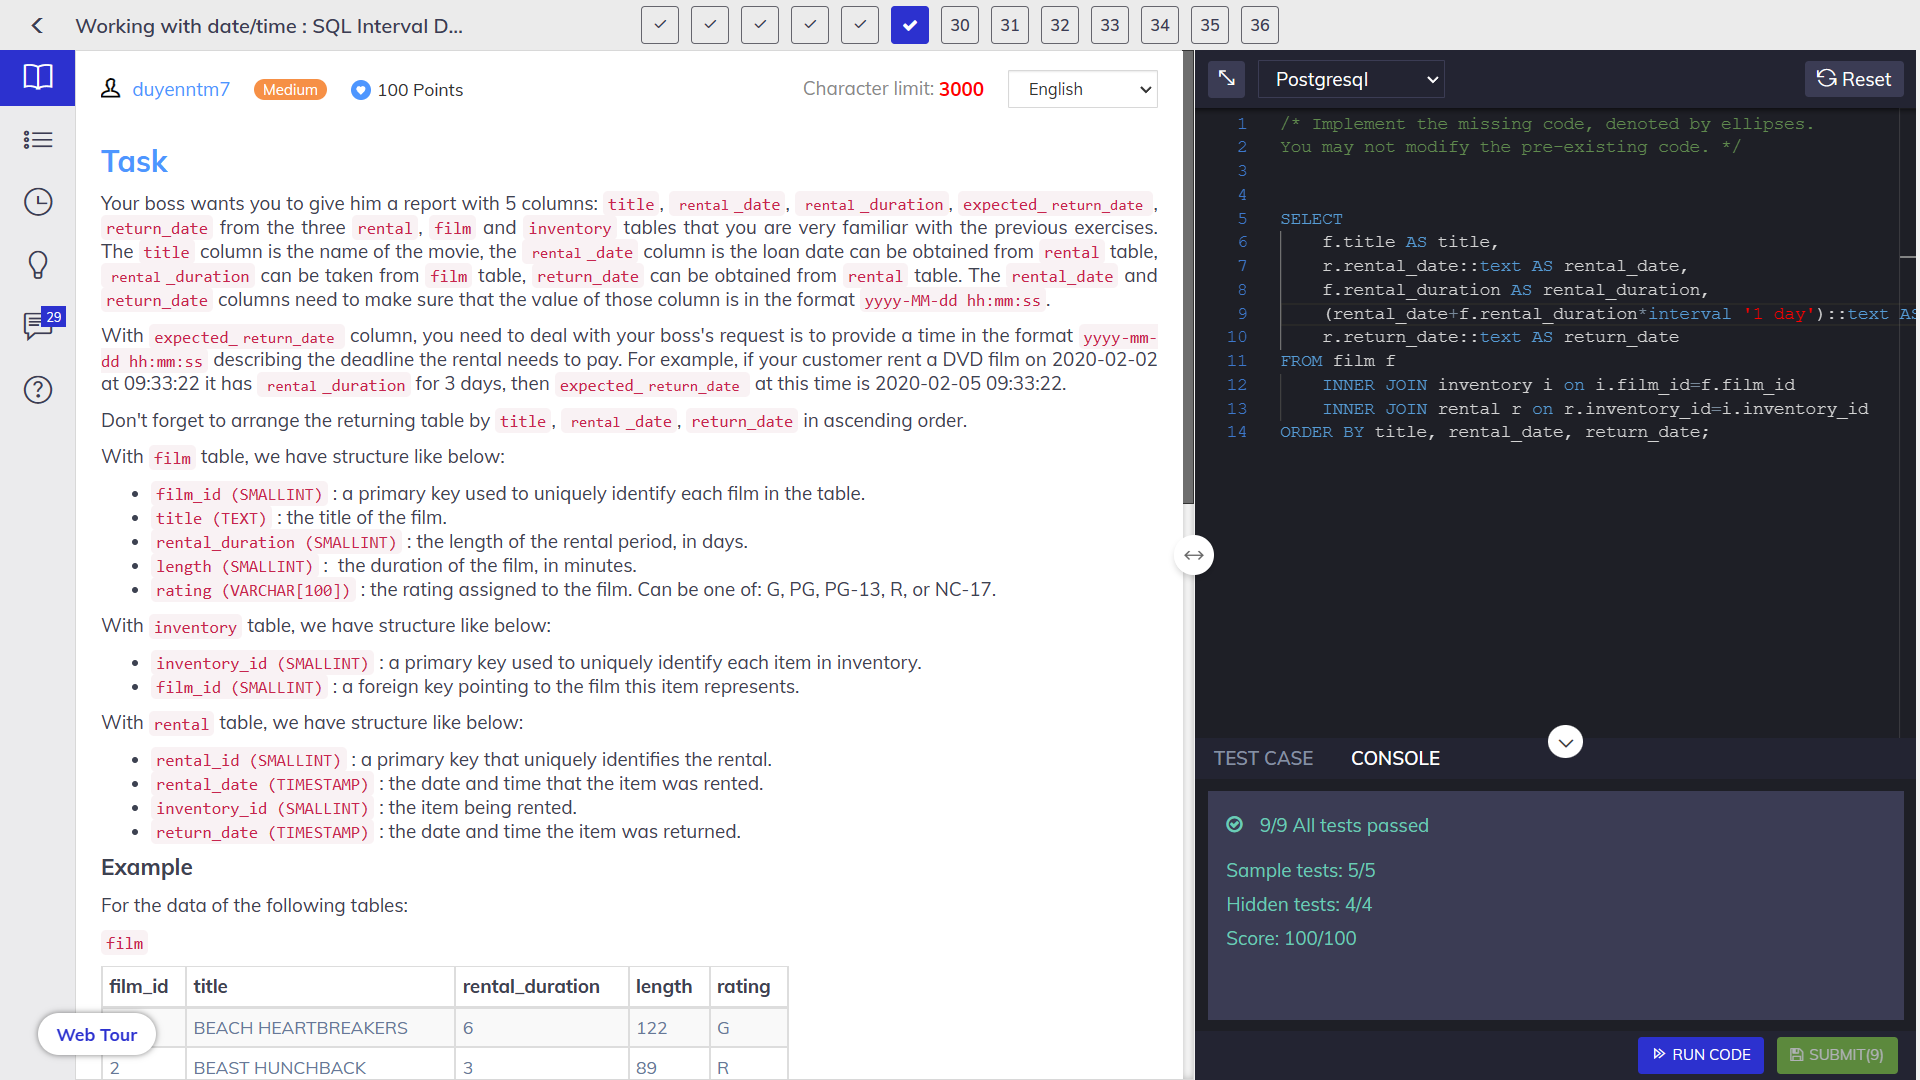 Working with date/time : SQL Interval D...
30 31 32 33 34 35 36
duyenntm7 Medium 100 Points Character limit: 3000 English
Task
Your boss wants you to give him a report with 5 columns: title , rental _date , rental _duration , expected_ return_date ,
return_date from the three rental , film and inventory tables that you are very familiar with the previous exercises.
The title column is the name of the movie, the rental _date column is the loan date can be obtained from rental table,
rental _duration can be taken from film table, return_date can be obtained from rental table. The rental_date and
return_date columns need to make sure that the value of those column is in the format yyyy-MM-dd hh:mm:ss .
With expected_ return_date column, you need to deal with your boss's request is to provide a time in the format yyyy-mm-
dd hh:mm:ss describing the deadline the rental needs to pay. For example, if your customer rent a DVD film on 2020-02-02
at 09:33:22 it has rental _duration for 3 days, then expected_ return_date at this time is 2020-02-05 09:33:22.
Don't forget to arrange the returning table by title , rental _date , return_date in ascending order.
With film table, we have structure like below:
• film_id (SMALLINT) : a primary key used to uniquely identify each film in the table.
• title (TEXT) : the title of the film.
• rental_duration (SMALLINT) : the length of the rental period, in days.
• length (SMALLINT) : the duration of the film, in minutes.
• rating (VARCHAR[100]) : the rating assigned to the film. Can be one of: G, PG, PG-13, R, or NC-17.
With inventory table, we have structure like below:
• inventory_id (SMALLINT) : a primary key used to uniquely identify each item in inventory.
• film_id (SMALLINT) : a foreign key pointing to the film this item represents.
With rental table, we have structure like below:
• rental_id (SMALLINT) : a primary key that uniquely identifies the rental.
• rental_date (TIMESTAMP) : the date and time that the item was rented.
• inventory_id (SMALLINT) : the item being rented.
• return_date (TIMESTAMP) : the date and time the item was returned.
Example
For the data of the following tables:
film
film_id title rental_duration length rating
BEACH HEARTBREAKERS 6 122 G
2 BEAST HUNCHBACK 3 89 R
29
Web Tour
Postgresql Reset
1 /* Implement the missing code, denoted by ellipses.
2 You may not modify the pre-existing code. */
3
4
5 SELECT
6 f.title AS title,
7 r.rental_date::text AS rental_date,
8 f.rental_duration AS rental_duration,
9 (rental_date+f.rental_duration*interval '1 day')::text AS
10 r.return_date::text AS return_date
11 FROM film f
12 INNER JOIN inventory i on i.film_id=f.film_id
13 INNER JOIN rental r on r.inventory_id=i.inventory_id
14 ORDER BY title, rental_date, return_date;
TEST CASE CONSOLE
9/9 All tests passed
Sample tests: 5/5
Hidden tests: 4/4
Score: 100/100
RUN CODE SUBMIT(9)